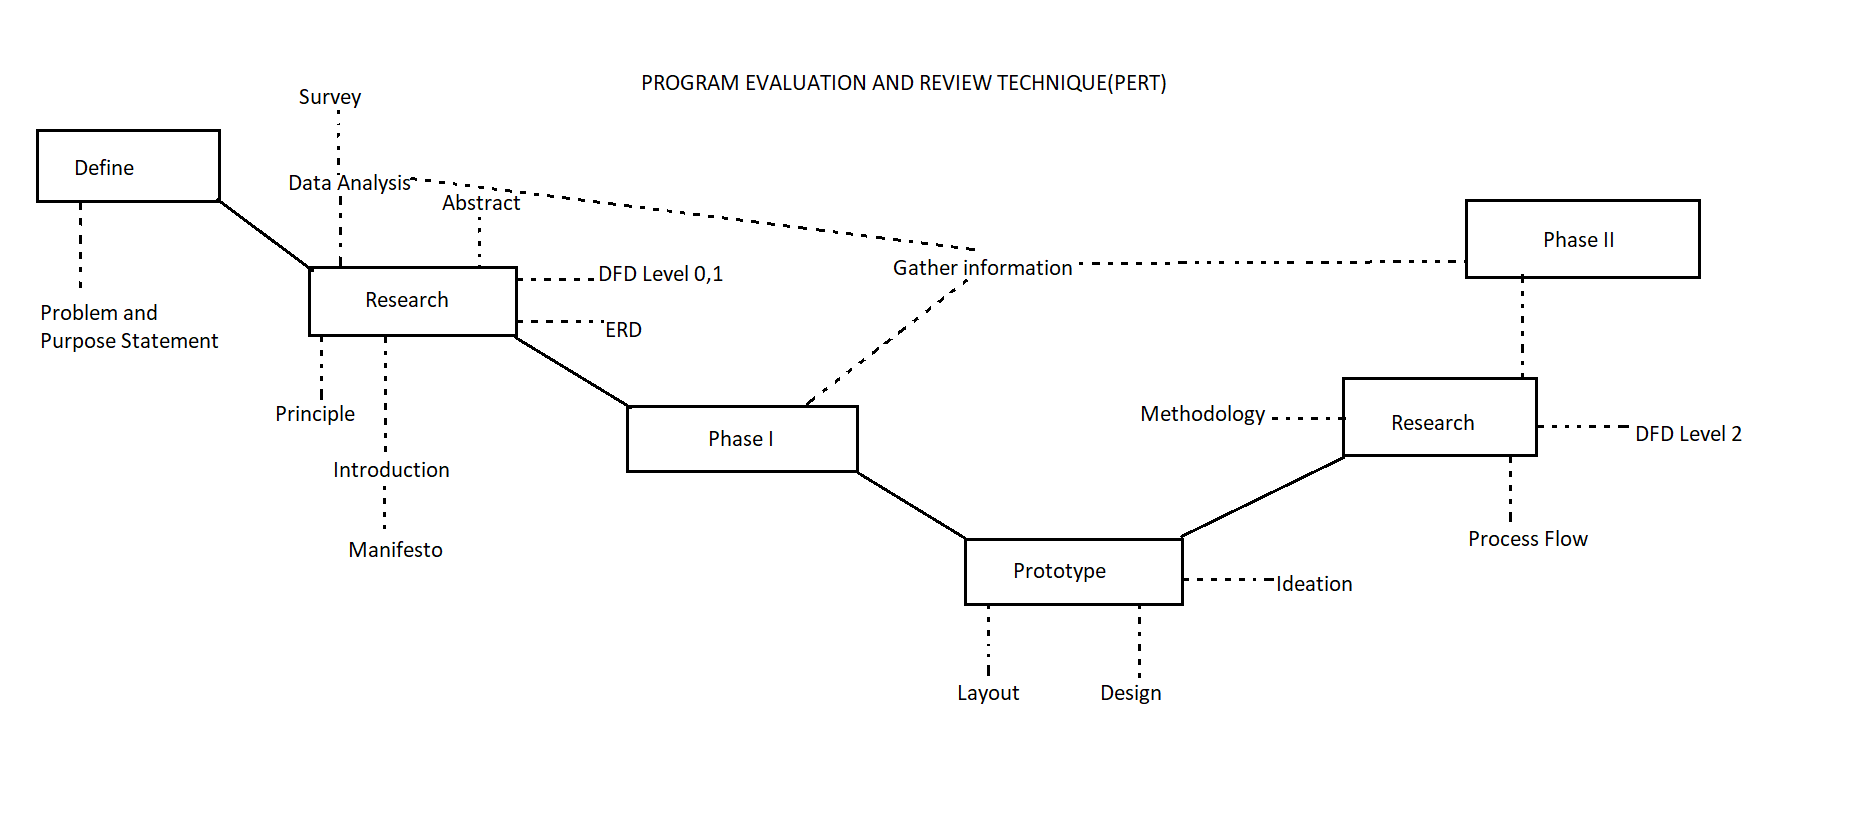 PROGRAM EVALUATION AND REVIEW TECHNIQUE(PERT)
Survey
Define
Data Analysis
Abstract
Problem and
Purpose Statement
Research
DFD Level 0,1
ERD
Principle
Introduction
Manifesto
Gather information
Phase I
Prototype
Ideation
Layout
Design
Phase II
Methodology
Research
DFD Level 2
Process Flow